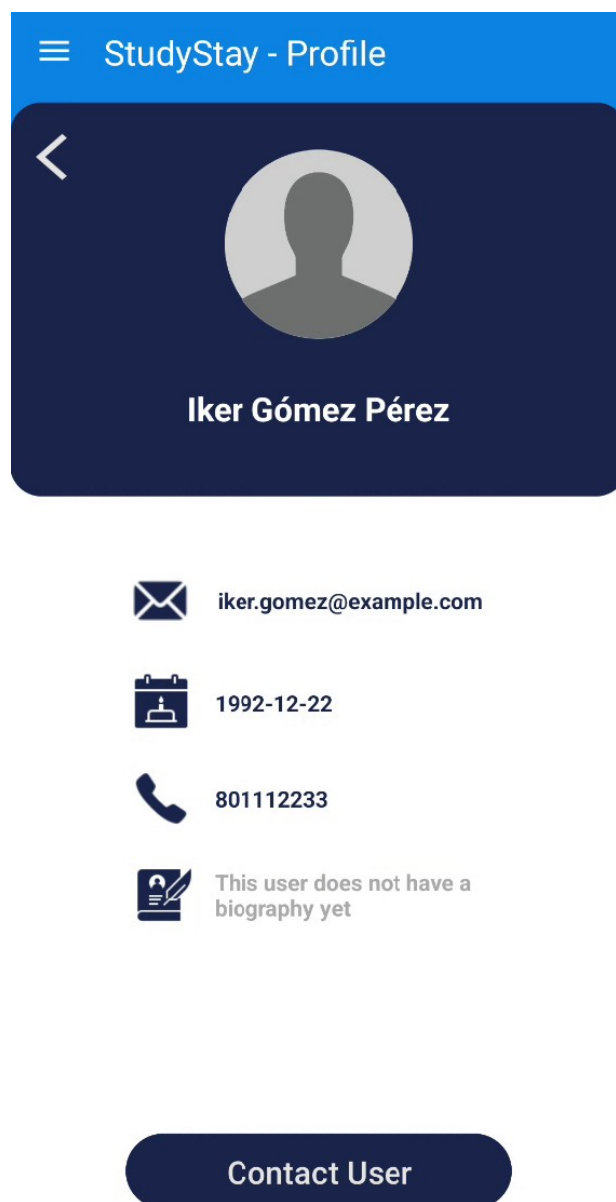 StudyStay - Profile
Iker Gómez Pérez
iker.gomez@example.com
1992-12-22
801112233
This user does not have a
biography yet
Contact User